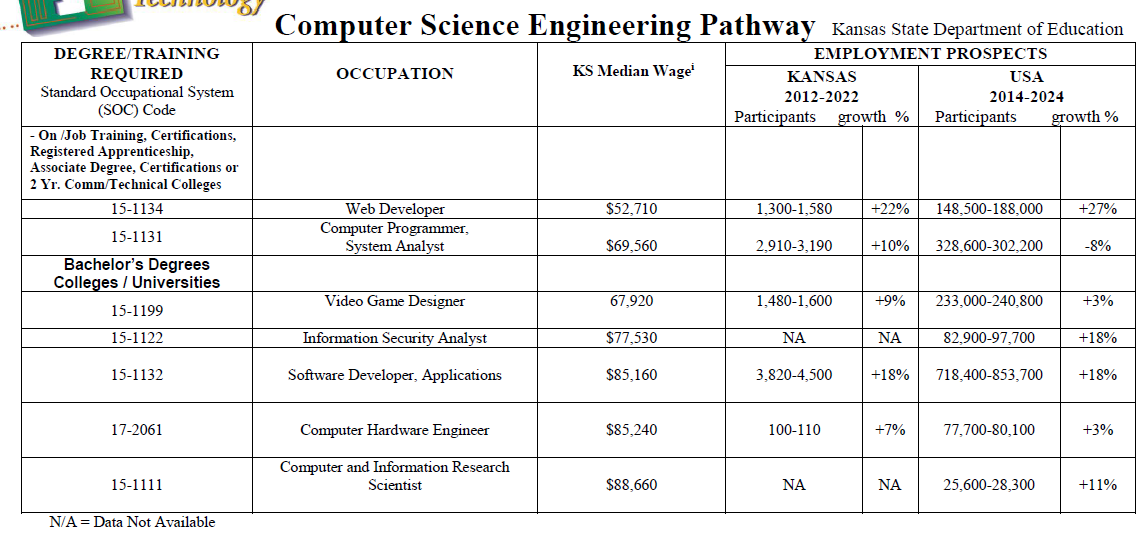 Technology
Computer Science Engineering Pathway Kansas State Department of Education
DEGREE/TRAINING
REQUIRED
Standard Occupational System
(SOC) Code
OCCUPATION
KS Median Wageⁱ
EMPLOYMENT PROSPECTS
KANSAS
2012-2022
Participants growth %
USA
2014-2024
Participants growth %
- On /Job Training, Certifications,
Registered Apprenticeship,
Associate Degree, Certifications or
2 Yr. Comm/Technical Colleges
15-1134 Web Developer $52,710 1,300-1,580 +22% 148,500-188,000 +27%
Computer Programmer,
15-1131 System Analyst $69,560 2,910-3,190 +10% 328,600-302,200 -8%
Bachelor's Degrees
Colleges / Universities
15-1199 Video Game Designer 67,920 1,480-1,600 +9% 233,000-240,800 +3%
15-1122 Information Security Analyst $77,530 NA NA 82,900-97,700 +18%
15-1132 Software Developer, Applications $85,160 3,820-4,500 +18% 718,400-853,700 +18%
17-2061 Computer Hardware Engineer $85,240 100-110 +7% 77,700-80,100 +3%
Computer and Information Research
15-1111 Scientist $88,660 NA NA 25,600-28,300 +11%
N/A = Data Not Available